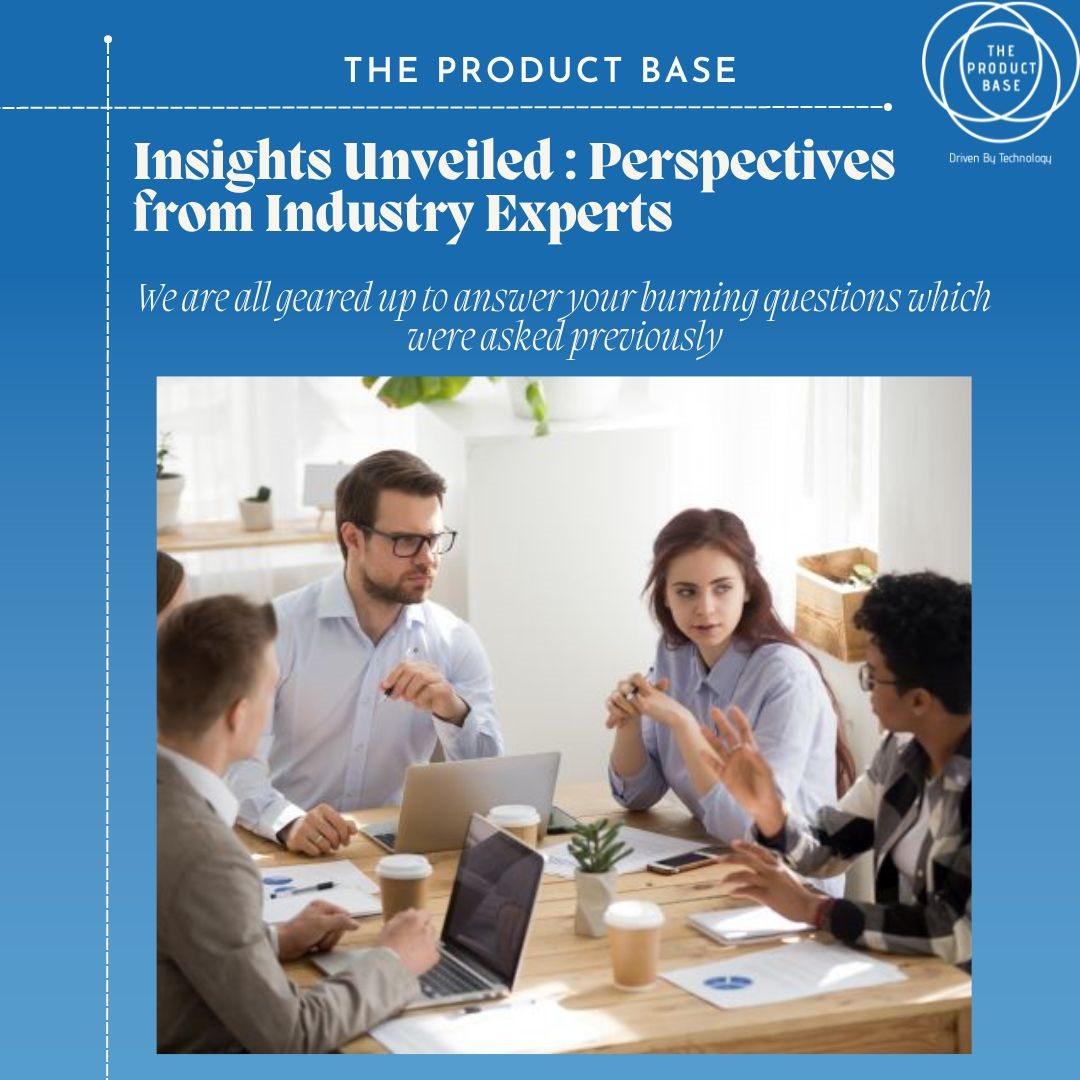 THE PRODUCT BASE
THE
PRODUCT
BASE
Driven By Technology
Insights Unveiled : Perspectives
from Industry Experts
We are all geared up to answer your burning questions which
were asked previously